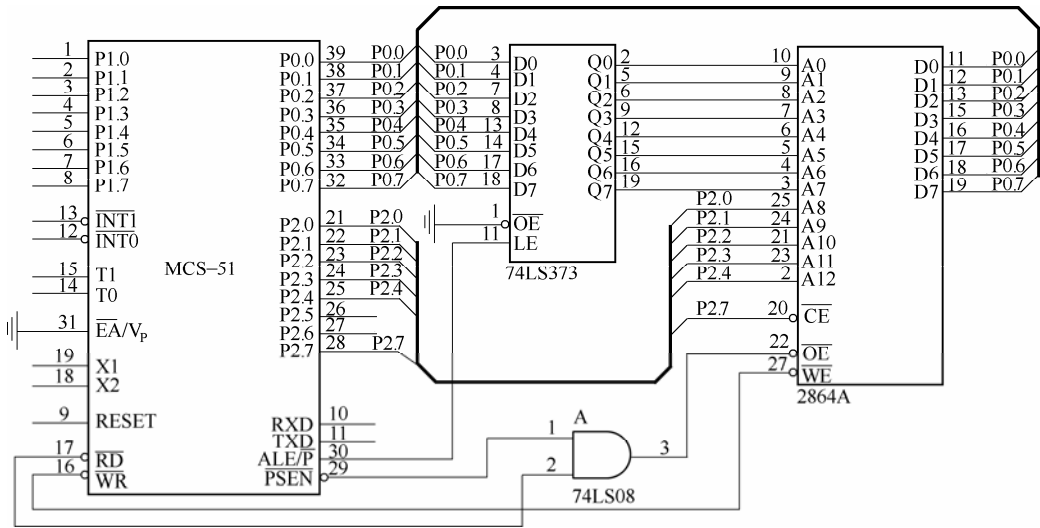 1 P1.0
2 P1.1
3 P1.2
4 P1.3
5 P1.4
6 P1.5
7 P1.6
8 P1.7
13 INT1
12 INT0
15 T1
14 T0
31 EA/VP
19 X1
18 X2
9 RESET
17 RD
16 WR
MCS-51
P0.0 39 P0.0
P0.1 38 P0.1
P0.2 37 P0.2
P0.3 36 P0.3
P0.4 35 P0.4
P0.5 34 P0.5
P0.6 33 P0.6
P0.7 32 P0.7
P2.0 21 P2.0
P2.1 22 P2.1
P2.2 23 P2.2
P2.3 24 P2.3
P2.4 25 P2.4
P2.5 26
P2.6 27
P2.7 28 P2.7
RXD 10
TXD 11
ALE/P 30
PSEN 29
P0.0 3 D0
P0.1 4 D1
P0.2 7 D2
P0.3 8 D3
P0.4 13 D4
P0.5 14 D5
P0.6 17 D6
P0.7 18 D7
1 OE
11 LE
Q0 2
Q1 5
Q2 6
Q3 9
Q4 12
Q5 15
Q6 16
Q7 19
74LS373
10 A0
9 A1
8 A2
7 A3
6 A4
5 A5
4 A6
3 A7
P2.0 25 A8
P2.1 24 A9
P2.2 21 A10
P2.3 23 A11
P2.4 2 A12
P2.7 20 CE
22 OE
27 WE
D0 11 P0.0
D1 12 P0.1
D2 13 P0.2
D3 15 P0.3
D4 16 P0.4
D5 17 P0.5
D6 18 P0.6
D7 19 P0.7
2864A
A
1
2
3
74LS08